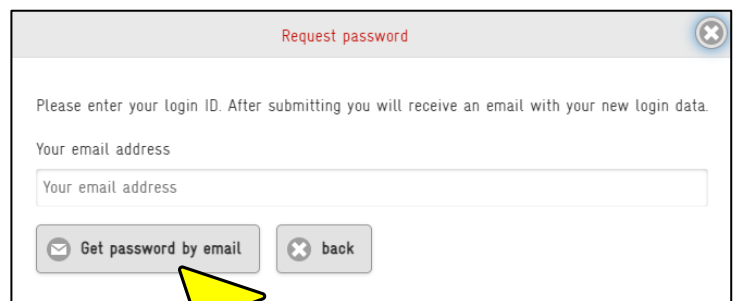 Request password
Please enter your login ID. After submitting you will receive an email with your new login data.
Your email address
Your email address
Get password by email
back